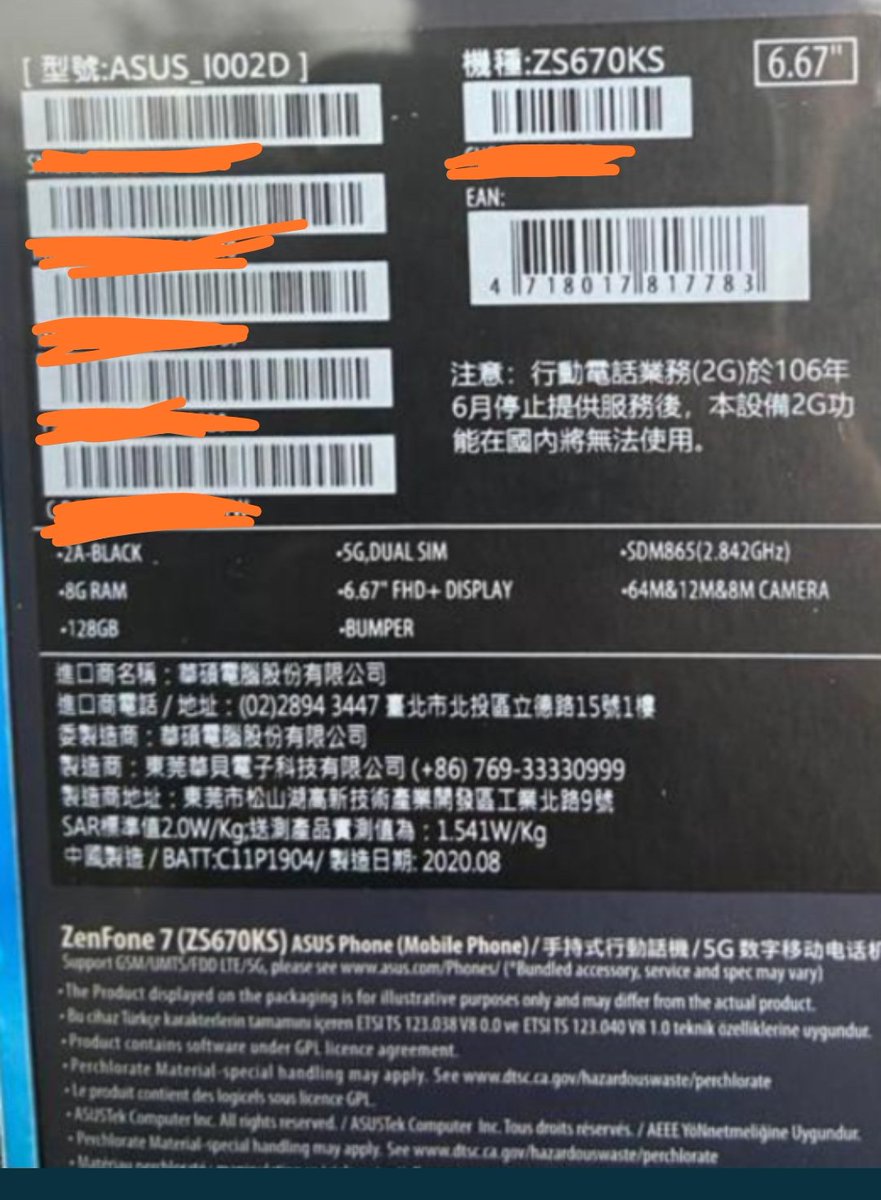 [ 型號:ASUS_I002D ]
機種:ZS670KS
6.67"
EAN:
4 718017 817783
注意：行動電話業務(2G)於106年
6月停止提供服務後，本設備2G功
能在國內將無法使用。
•2A-BLACK
•5G,DUAL SIM
•SDM865(2.842GHz)
•8G RAM
•6.67" FHD+ DISPLAY
•64M&12M&8M CAMERA
•128GB
•BUMPER
進口商名稱：華碩電腦股份有限公司
進口商電話 / 地址：(02)2894 3447 臺北市北投區立德路15號1樓
委製造商：華碩電腦股份有限公司
製造商：東莞華貝電子科技有限公司 (+86) 769-33330999
製造商地址：東莞市松山湖高新技術產業開發區工業北路9號
SAR標準值2.0W/Kg;送測產品實測值為：1.541W/Kg
中國製造 / BATT:C11P1904/ 製造日期: 2020.08
ZenFone 7 (ZS670KS) ASUS Phone (Mobile Phone) / 手持式行動話機 / 5G 数字移动电话机
Support GSM/UMTS/FDD LTE/5G, please see www.asus.com/Phones/ (*Bundled accessory, service and spec may vary)
•The Product displayed on the packaging is for illustrative purposes only and may differ from the actual product.
•Bu cihaz Türkçe karakterlerin tamamını içeren ETSI TS 123.038 V8 0.0 ve ETSI TS 123.040 V8 1.0 teknik özelliklerine uygundur.
•Product contains software under GPL licence agreement.
•Perchlorate Material-special handling may apply. See www.dtsc.ca.gov/hazardouswaste/perchlorate
•Le produit contient des logiciels sous licence GPL.
•ASUSTek Computer Inc. All rights reserved. / ASUSTek Computer Inc. Tous droits réservés. / AEEE YöNnetmeliğine Uygundur.
•Perchlorate Material-special handling may apply. See www.dtsc.ca.gov/hazardouswaste/perchlorate